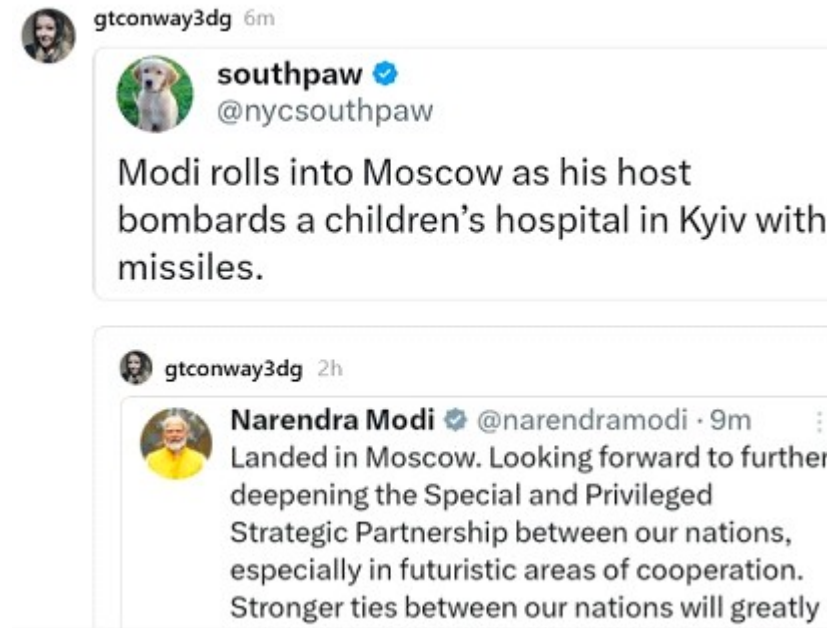 gtconway3dg 6m
southpaw
@nycsouthpaw
Modi rolls into Moscow as his host
bombards a children’s hospital in Kyiv with
missiles.
gtconway3dg 2h
Narendra Modi @narendramodi · 9m
Landed in Moscow. Looking forward to further
deepening the Special and Privileged
Strategic Partnership between our nations,
especially in futuristic areas of cooperation.
Stronger ties between our nations will greatly